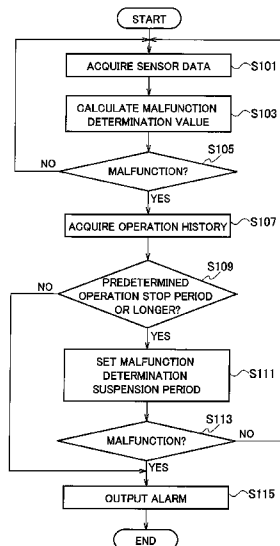 START
ACQUIRE SENSOR DATA
S101
CALCULATE MALFUNCTION
DETERMINATION VALUE
S103
S105
NO
MALFUNCTION?
YES
ACQUIRE OPERATION HISTORY
S107
S109
NO
PREDETERMINED
OPERATION STOP PERIOD
OR LONGER?
YES
SET MALFUNCTION
DETERMINATION
SUSPENSION PERIOD
S111
S113
MALFUNCTION?
NO
YES
OUTPUT ALARM
S115
END